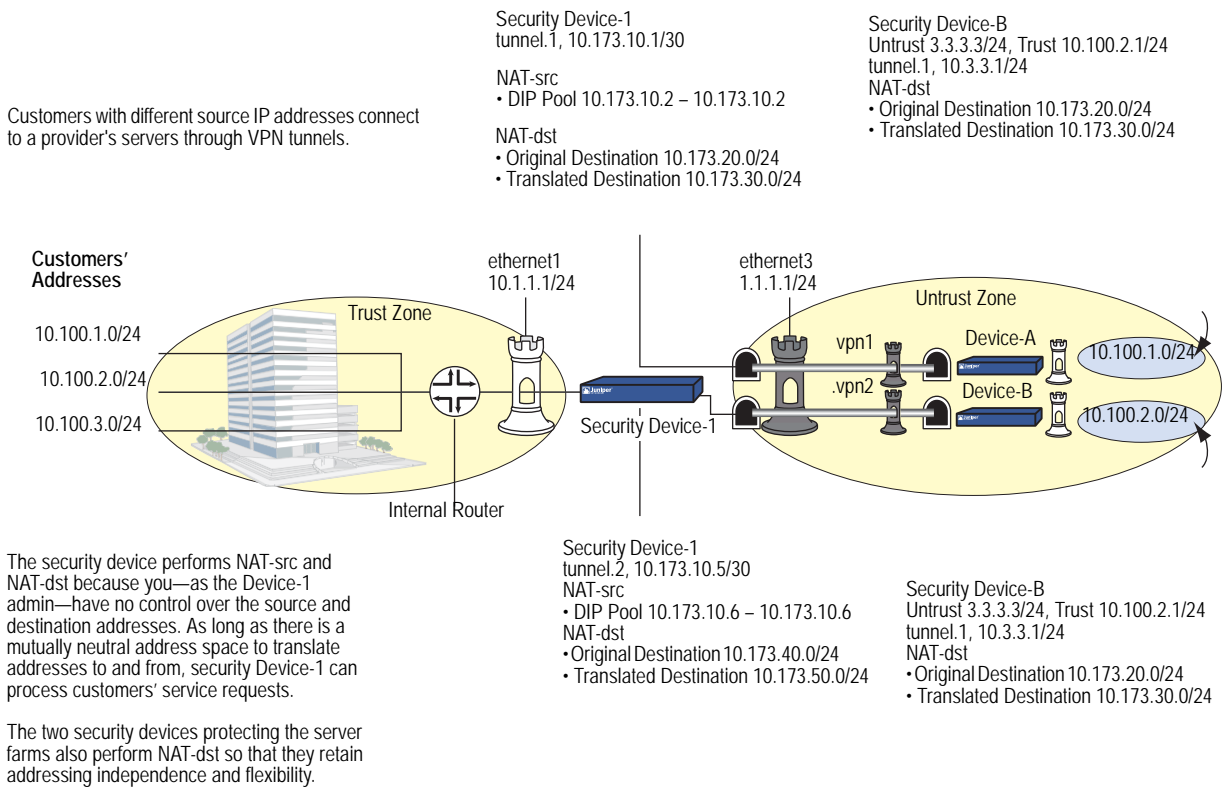 Security Device-1
tunnel.1, 10.173.10.1/30
NAT-src
• DIP Pool 10.173.10.2 – 10.173.10.2
NAT-dst
• Original Destination 10.173.20.0/24
• Translated Destination 10.173.30.0/24
Security Device-B
Untrust 3.3.3.3/24, Trust 10.100.2.1/24
tunnel.1, 10.3.3.1/24
NAT-dst
• Original Destination 10.173.20.0/24
• Translated Destination 10.173.30.0/24
Customers with different source IP addresses connect
to a provider's servers through VPN tunnels.
Customers'
Addresses
10.100.1.0/24
10.100.2.0/24
10.100.3.0/24
Trust Zone
ethernet1
10.1.1.1/24
Internal Router
Juniper
Security Device-1
ethernet3
1.1.1.1/24
Untrust Zone
vpn1
Device-A
10.100.1.0/24
.vpn2
Device-B
10.100.2.0/24
The security device performs NAT-src and
NAT-dst because you—as the Device-1
admin—have no control over the source and
destination addresses. As long as there is a
mutually neutral address space to translate
addresses to and from, security Device-1 can
process customers' service requests.
The two security devices protecting the server
farms also perform NAT-dst so that they retain
addressing independence and flexibility.
Security Device-1
tunnel.2, 10.173.10.5/30
NAT-src
• DIP Pool 10.173.10.6 – 10.173.10.6
NAT-dst
• Original Destination 10.173.40.0/24
• Translated Destination 10.173.50.0/24
Security Device-B
Untrust 3.3.3.3/24, Trust 10.100.2.1/24
tunnel.1, 10.3.3.1/24
NAT-dst
• Original Destination 10.173.20.0/24
• Translated Destination 10.173.30.0/24